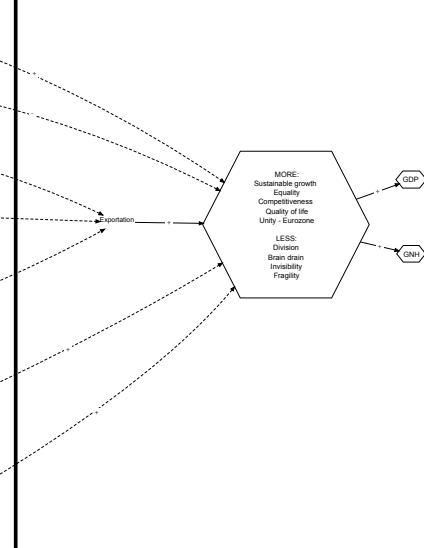 +
-
MORE:
Sustainable growth
Equality
Competitiveness
Quality of life
Unity - Eurozone
LESS:
Division
Brain drain
Invisibility
Fragility
GDP
+
Exportation
+
+
GNH
+
+